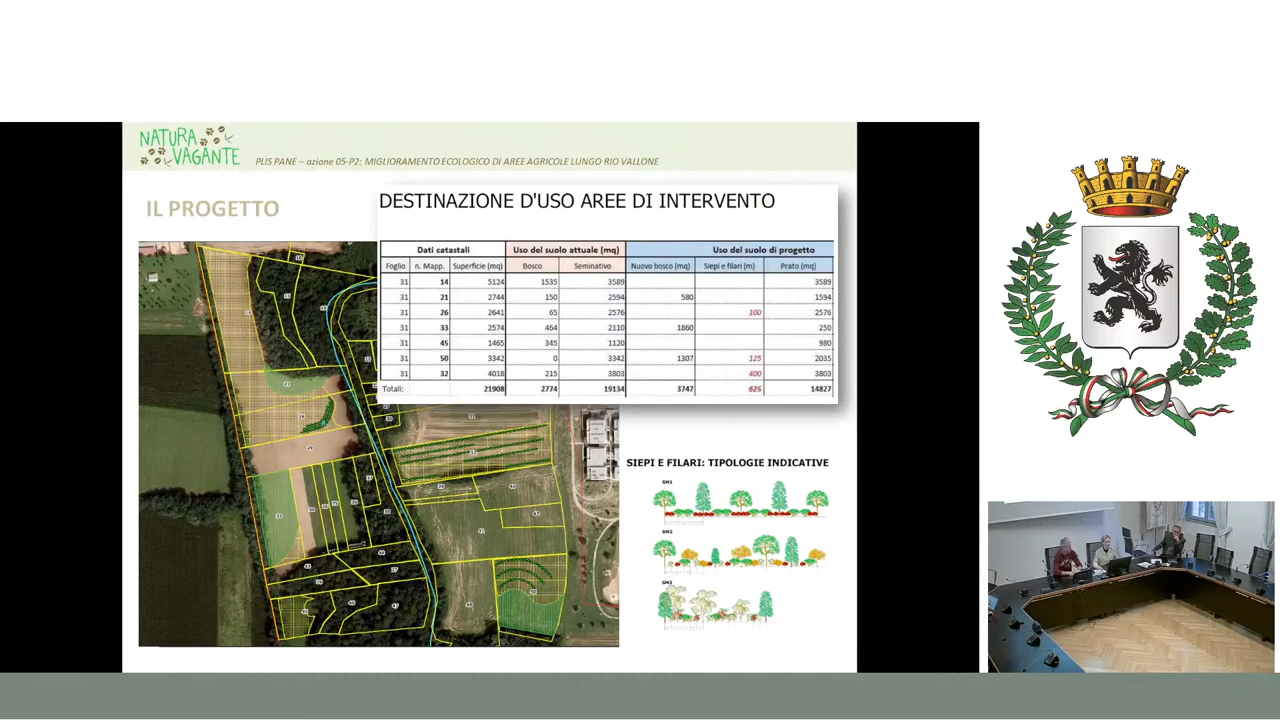 NATURA
VAGANTE
PLIS PANE – azione 05-P2: MIGLIORAMENTO ECOLOGICO DI AREE AGRICOLE LUNGO RIO VALLONE
IL PROGETTO
DESTINAZIONE D'USO AREE DI INTERVENTO
Dati catastali Uso del suolo attuale (mq) Uso del suolo di progetto
Foglio n. Mapp. Superficie (mq) Bosco Seminativo Nuovo bosco (mq) Siepi e filari (m) Prato (mq)
31 14 5124 1535 3589 3589
31 21 2744 150 2594 580 1594
31 26 2641 65 2576 100 2576
31 33 2574 464 2110 1860 250
31 45 1465 345 1120 980
31 50 3342 0 3342 1307 125 2035
31 32 4018 215 3803 400 3803
Totali: 21908 2774 19134 3747 625 14827
SIEPI E FILARI: TIPOLOGIE INDICATIVE
SM1
SM2
SM3